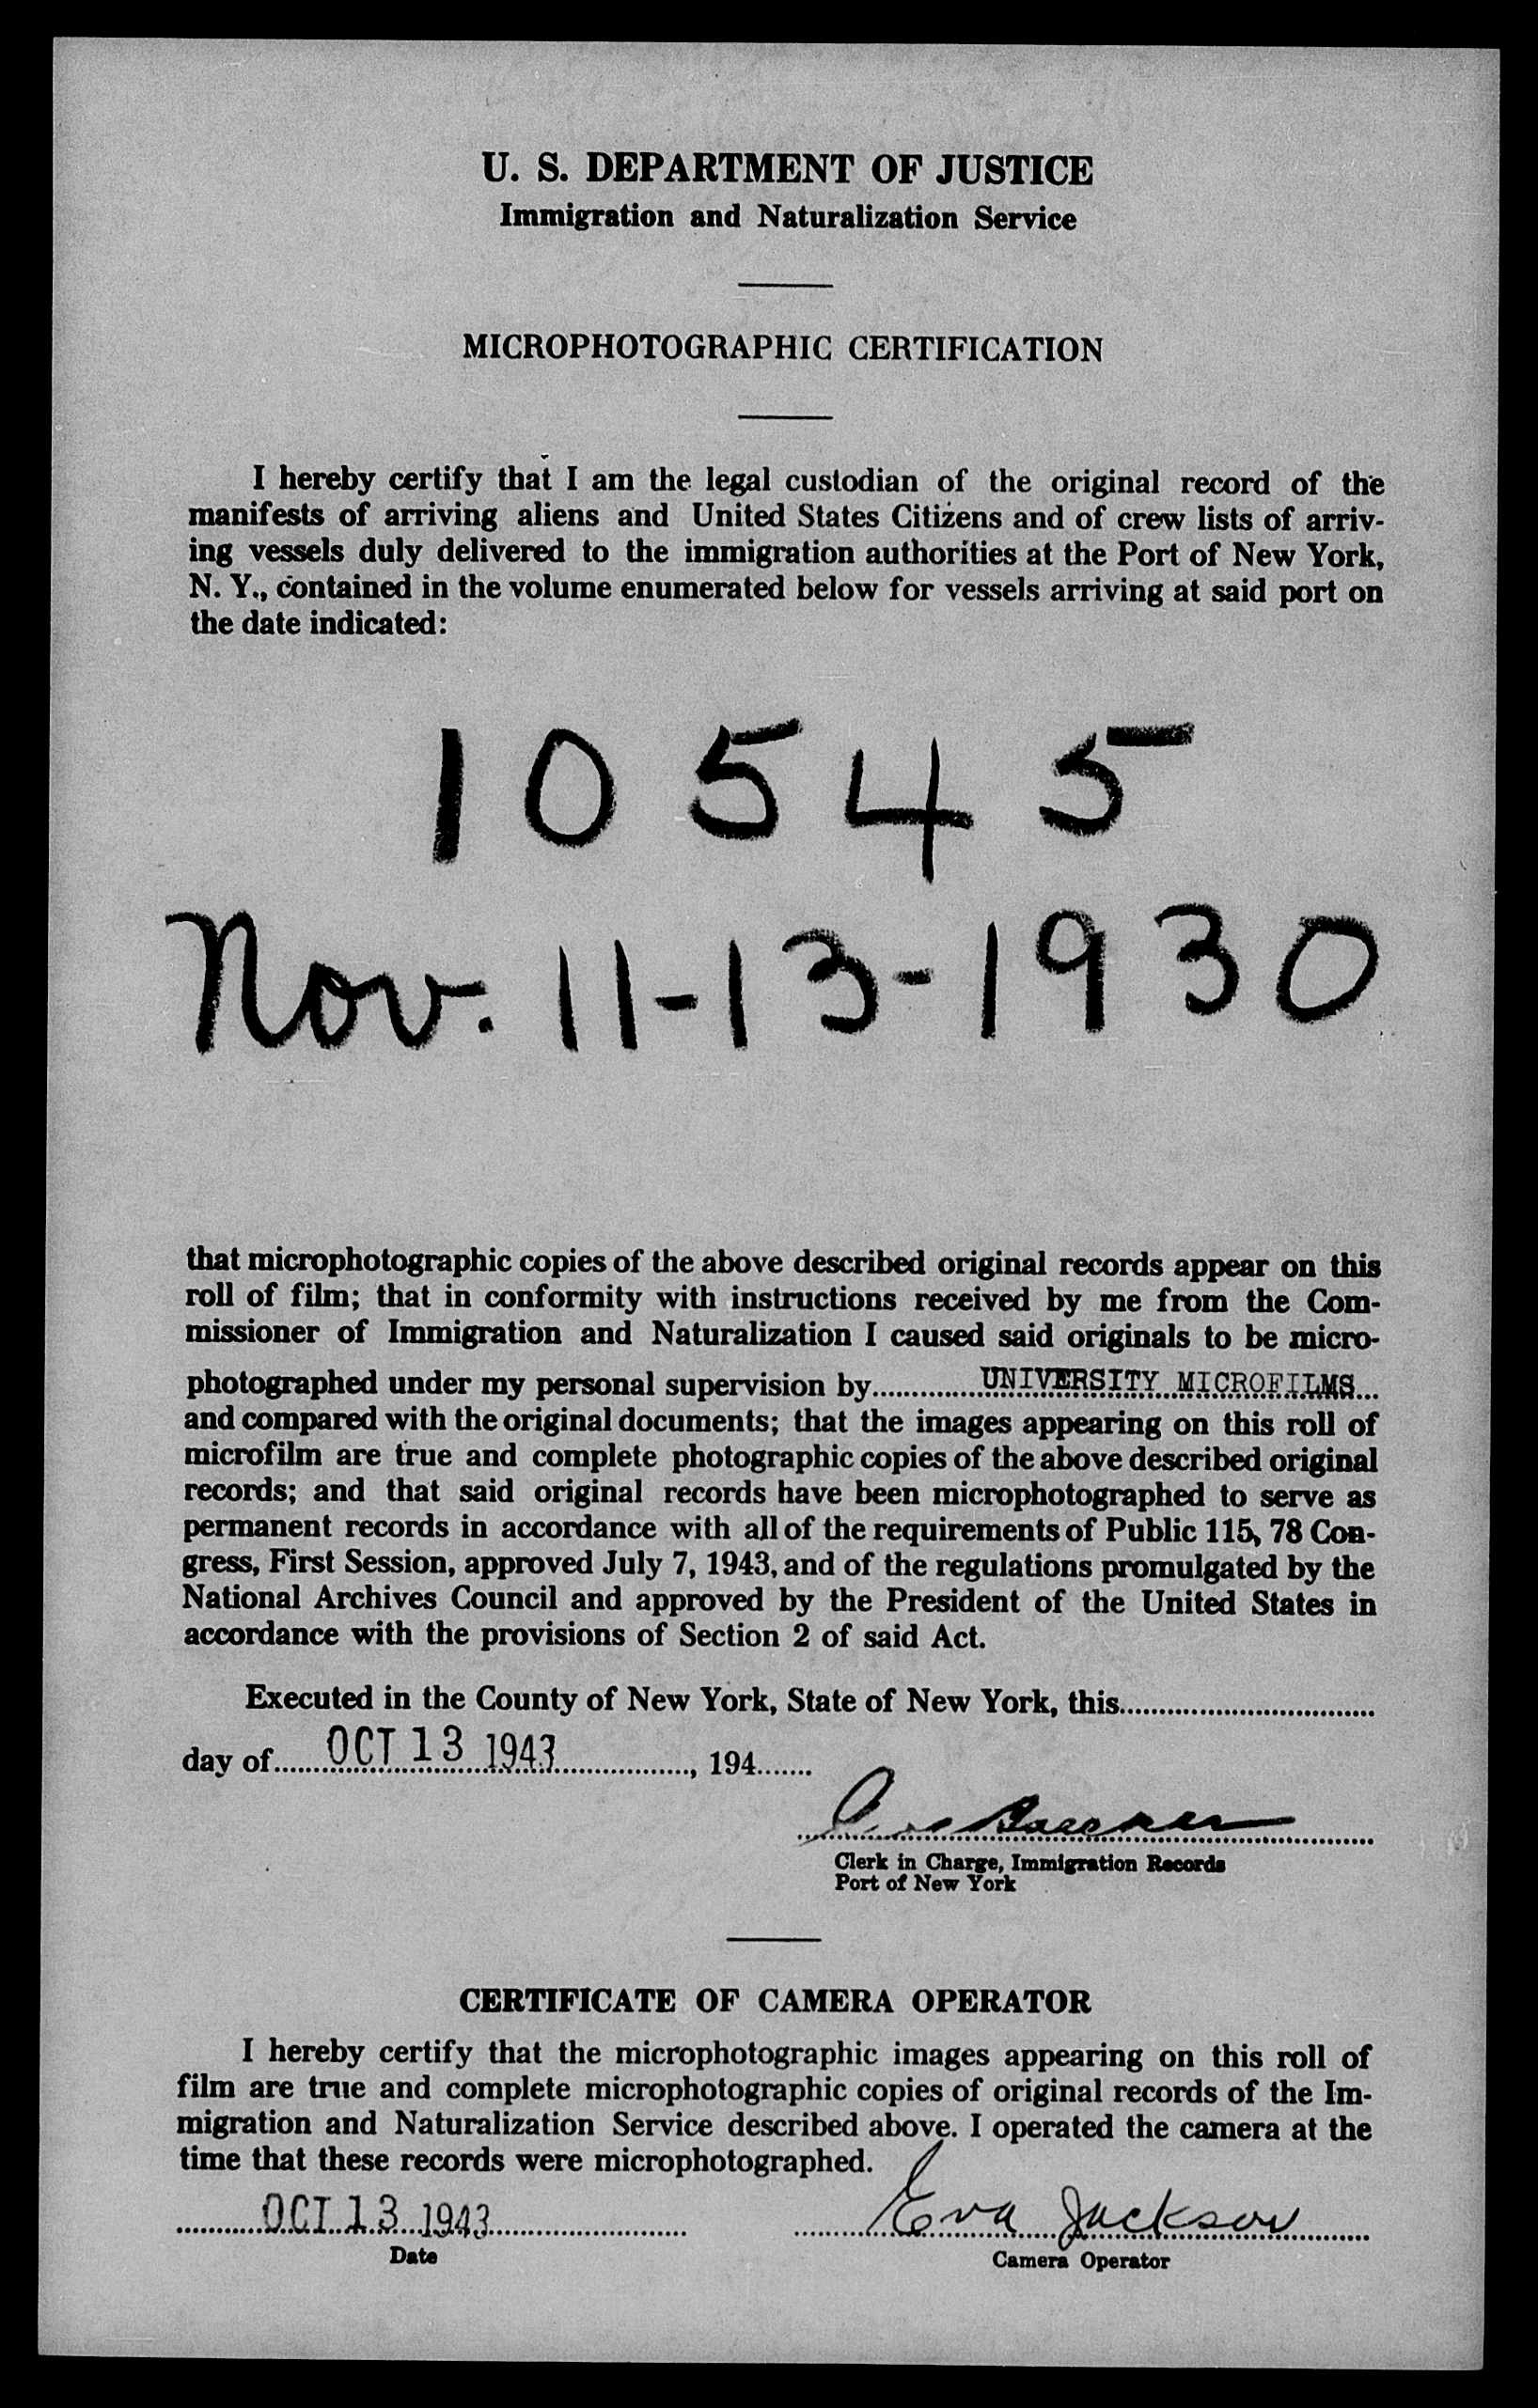 U. S. DEPARTMENT OF JUSTICE
Immigration and Naturalization Service
MICROPHOTOGRAPHIC CERTIFICATION
I hereby certify that I am the legal custodian of the original record of the
manifests of arriving aliens and United States Citizens and of crew lists of arriv-
ing vessels duly delivered to the immigration authorities at the Port of New York,
N. Y., contained in the volume enumerated below for vessels arriving at said port on
the date indicated:
10545
Nov. 11-13-1930
that microphotographic copies of the above described original records appear on this
roll of film; that in conformity with instructions received by me from the Com-
missioner of Immigration and Naturalization I caused said originals to be micro-
photographed under my personal supervision by UNIVERSITY MICROFILMS
and compared with the original documents; that the images appearing on this roll of
microfilm are true and complete photographic copies of the above described original
records; and that said original records have been microphotographed to serve as
permanent records in accordance with all of the requirements of Public 115, 78 Con-
gress, First Session, approved July 7, 1943, and of the regulations promulgated by the
National Archives Council and approved by the President of the United States in
accordance with the provisions of Section 2 of said Act.
Executed in the County of New York, State of New York, this
day of OCT 13 1943, 194
Clerk in Charge, Immigration Records
Port of New York
CERTIFICATE OF CAMERA OPERATOR
I hereby certify that the microphotographic images appearing on this roll of
film are true and complete microphotographic copies of original records of the Im-
migration and Naturalization Service described above. I operated the camera at the
time that these records were microphotographed.
OCT 13 1943 Eva Jackson
Date Camera Operator